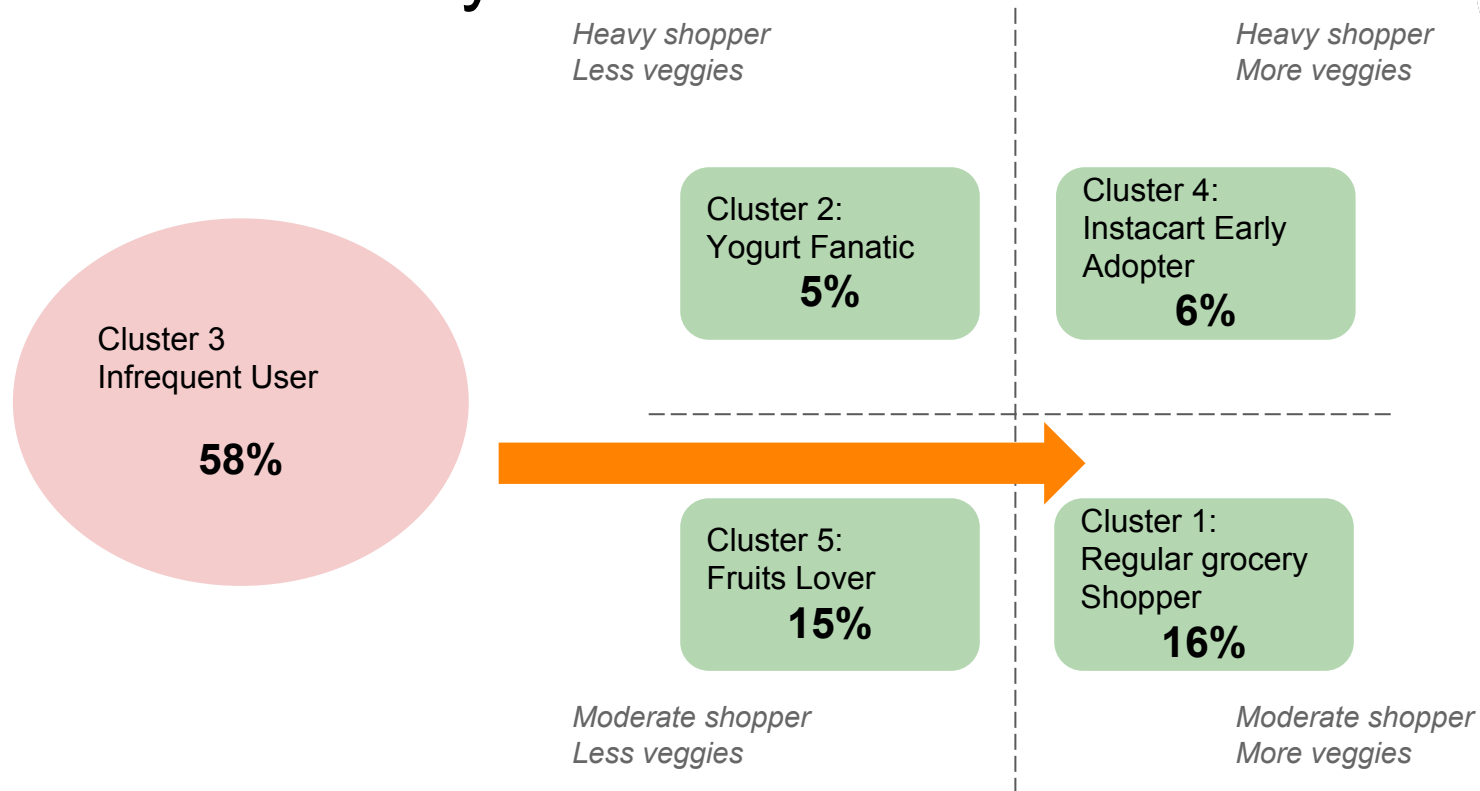 Heavy shopper
Less veggies
Heavy shopper
More veggies
Cluster 2:
Yogurt Fanatic
5%
Cluster 4:
Instacart Early
Adopter
6%
Cluster 3
Infrequent User
58%
Cluster 5:
Fruits Lover
15%
Cluster 1:
Regular grocery
Shopper
16%
Moderate shopper
Less veggies
Moderate shopper
More veggies